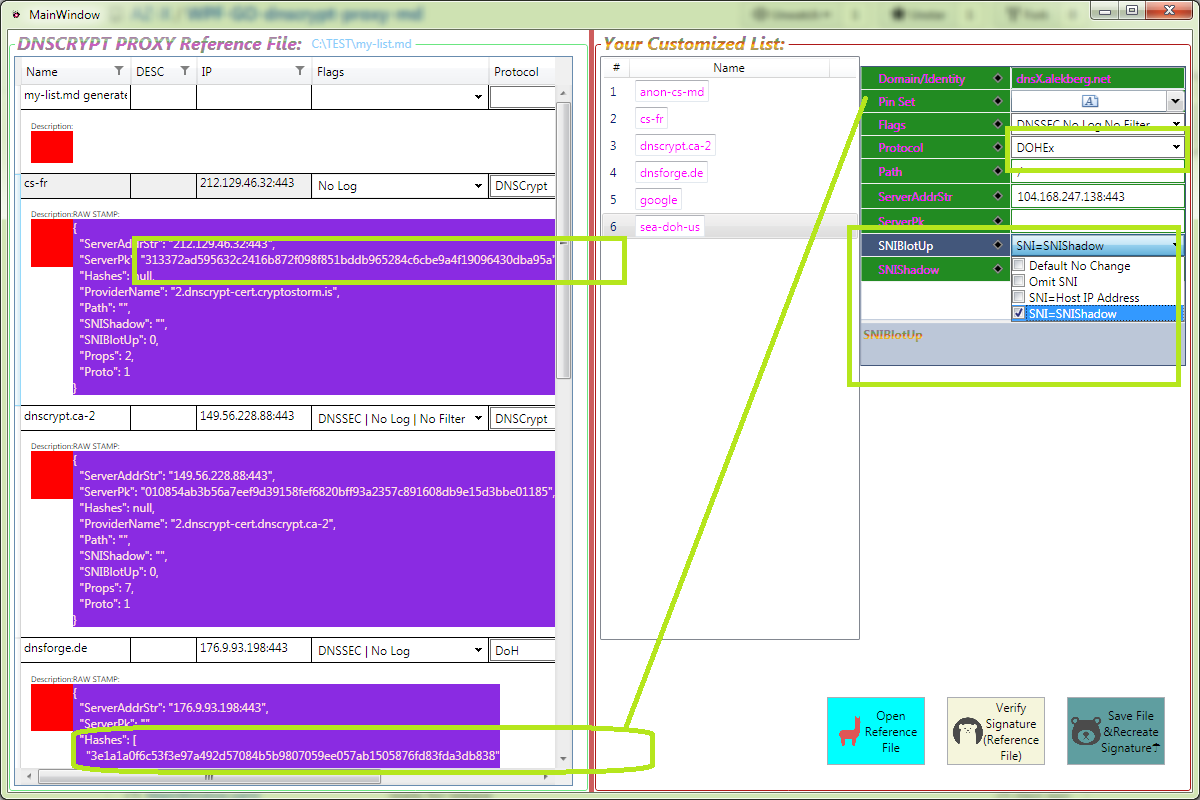 MainWindow
DNSCRYPT PROXY Reference File: C:\TEST\my-list.md
Name DESC IP Flags Protocol
my-list.md generate
Description:
cs-fr 212.129.46.32:443 No Log DNSCrypt
Description:RAW STAMP:
{
"ServerAddrStr": "212.129.46.32:443",
"ServerPk": "313372ad595632c2416b872f098f851bddb965284c6cbe9a4f19096430dba95a"
"Hashes": null,
"ProviderName": "2.dnscrypt-cert.cryptostorm.is",
"Path": "",
"SNIShadow": "",
"SNIBlotUp": 0,
"Props": 2,
"Proto": 1
}
dnscrypt.ca-2 149.56.228.88:443 DNSSEC | No Log | No Filter DNSCrypt
Description:RAW STAMP:
{
"ServerAddrStr": "149.56.228.88:443",
"ServerPk": "010854ab3b56a7eef9d39158fef6820bff93a2357c891608db9e15d3bbe01185",
"Hashes": null,
"ProviderName": "2.dnscrypt-cert.dnscrypt.ca-2",
"Path": "",
"SNIShadow": "",
"SNIBlotUp": 0,
"Props": 7,
"Proto": 1
}
dnsforge.de 176.9.93.198:443 DNSSEC | No Log DoH
Description:RAW STAMP:
{
"ServerAddrStr": "176.9.93.198:443",
"ServerPk": ""
"Hashes": [
"3e1a1a0f6c53f3e97a492d57084b5b9807059ee057ab1505876fd83fda3db838"
Your Customized List:
# Name
1 anon-cs-md
2 cs-fr
3 dnscrypt.ca-2
4 dnsforge.de
5 google
6 sea-doh-us
Domain/Identity dnsX.alekberg.net
Pin Set
Flags DNSSEC No Log No Filter
Protocol DOHEx
Path /
ServerAddrStr 104.168.247.138:443
ServerPk
SNIBlotUp SNI=SNIShadow
SNIShadow
Default No Change
Omit SNI
SNI=Host IP Address
SNI=SNIShadow
SNIBlotUp
Open
Reference
File
Verify
Signature
(Reference
File)
Save File
&Recreate
Signature